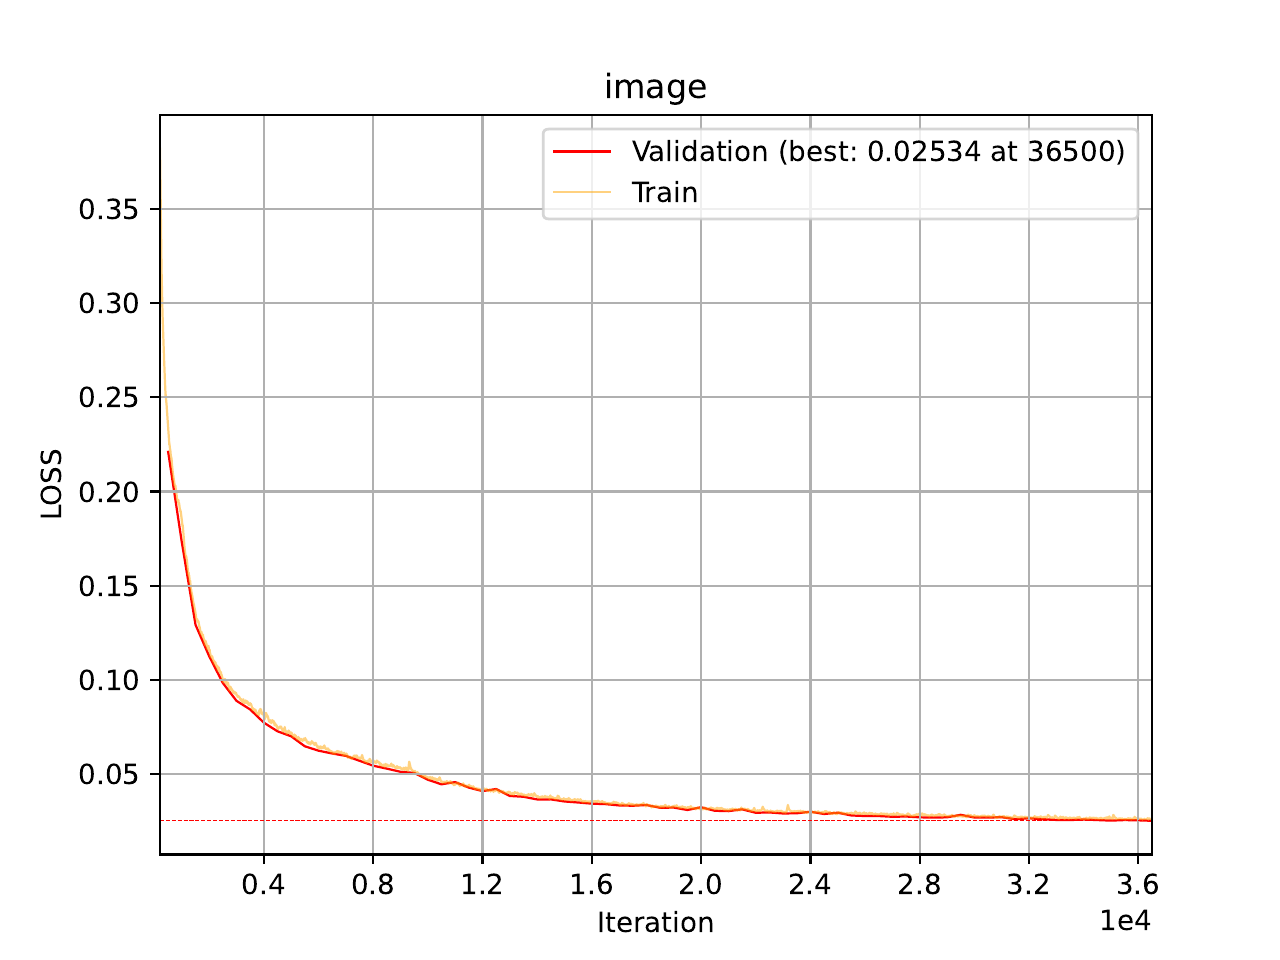 image
Validation (best: 0.02534 at 36500)
Train
0.35
0.30
0.25
0.20
0.15
0.10
0.05
LOSS
0.4 0.8 1.2 1.6 2.0 2.4 2.8 3.2 3.6
Iteration
1e4